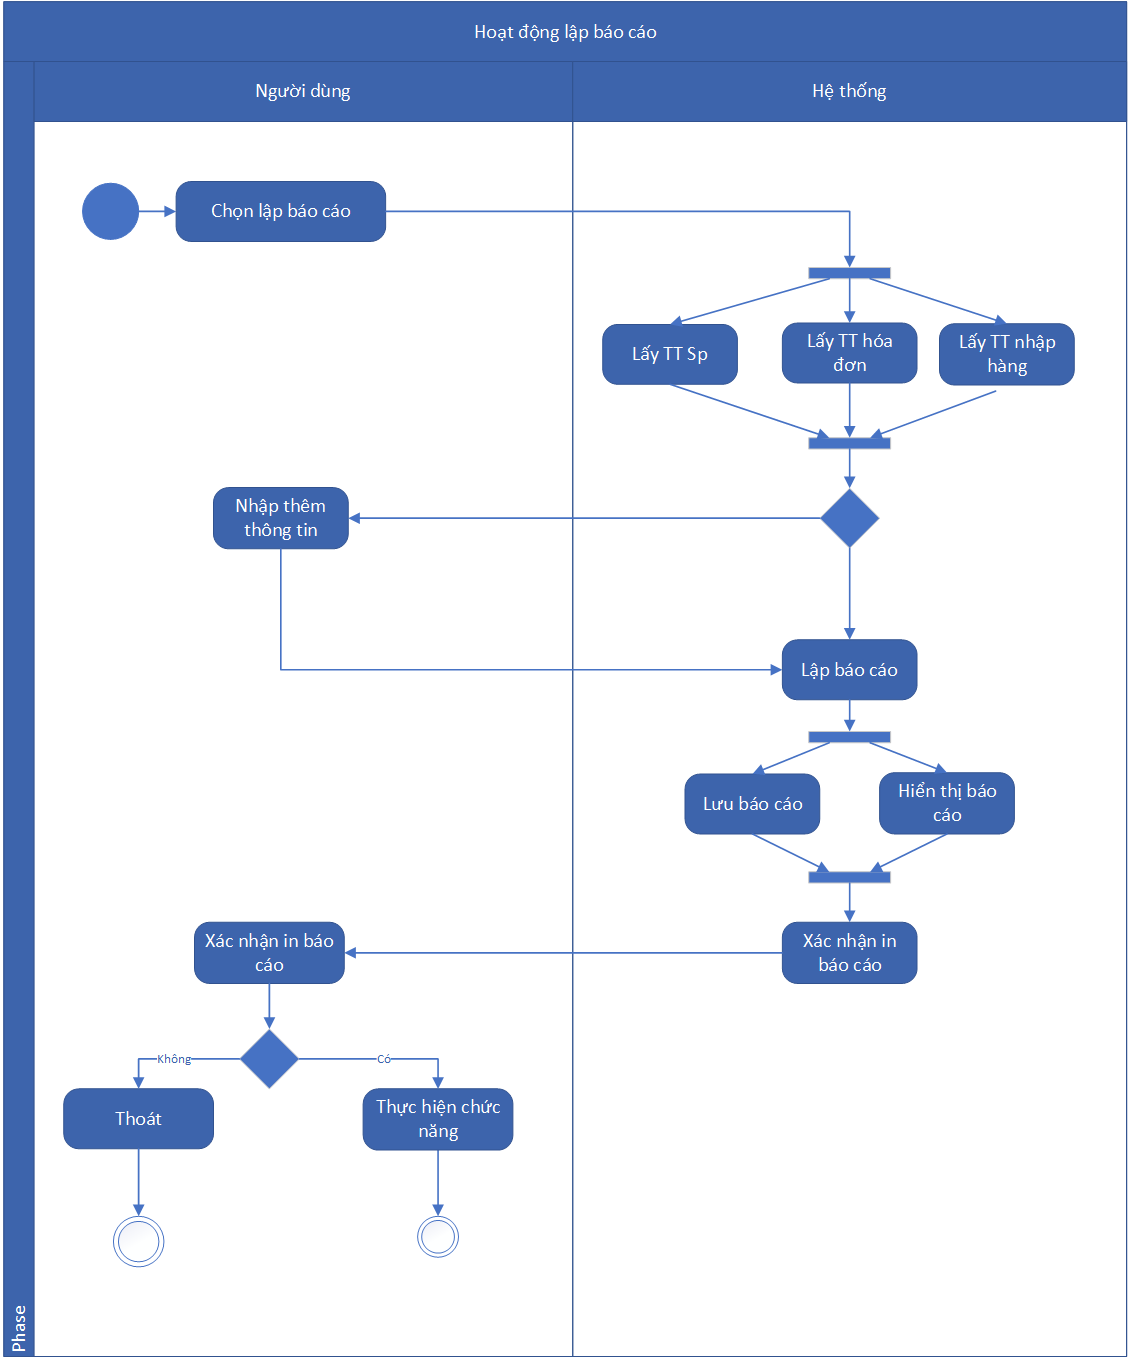 Hoạt động lập báo cáo
Người dùng
Hệ thống
Chọn lập báo cáo
Lấy TT Sp
Lấy TT hóa
đơn
Lấy TT nhập
hàng
Nhập thêm
thông tin
Lập báo cáo
Lưu báo cáo
Hiển thị báo
cáo
Xác nhận in báo
cáo
Xác nhận in
báo cáo
Không
Có
Thoát
Thực hiện chức
năng
Phase